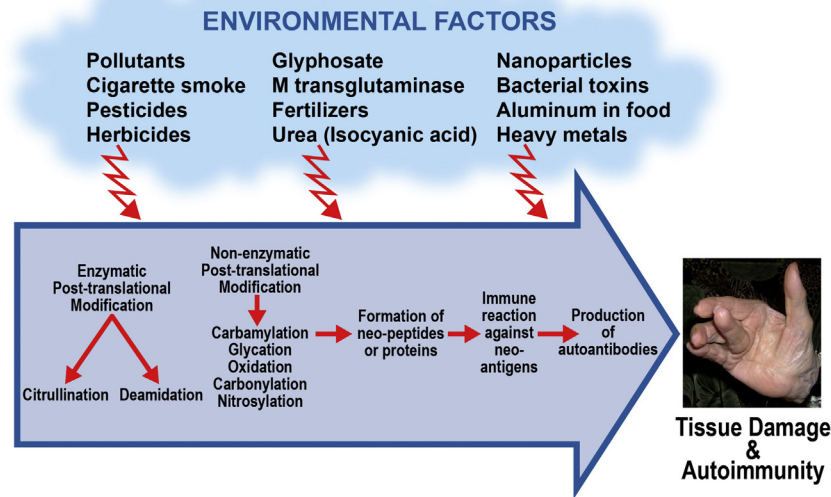 ENVIRONMENTAL FACTORS
Pollutants
Cigarette smoke
Pesticides
Herbicides
Glyphosate
M transglutaminase
Fertilizers
Urea (Isocyanic acid)
Nanoparticles
Bacterial toxins
Aluminum in food
Heavy metals
Enzymatic
Post-translational
Modification
Citrullination
Deamidation
Non-enzymatic
Post-translational
Modification
Carbamylation
Glycation
Oxidation
Carbonylation
Nitrosylation
Formation of
neo-peptides
or proteins
Immune
reaction
against
neo-
antigens
Production
of
autoantibodies
Tissue Damage
&
Autoimmunity